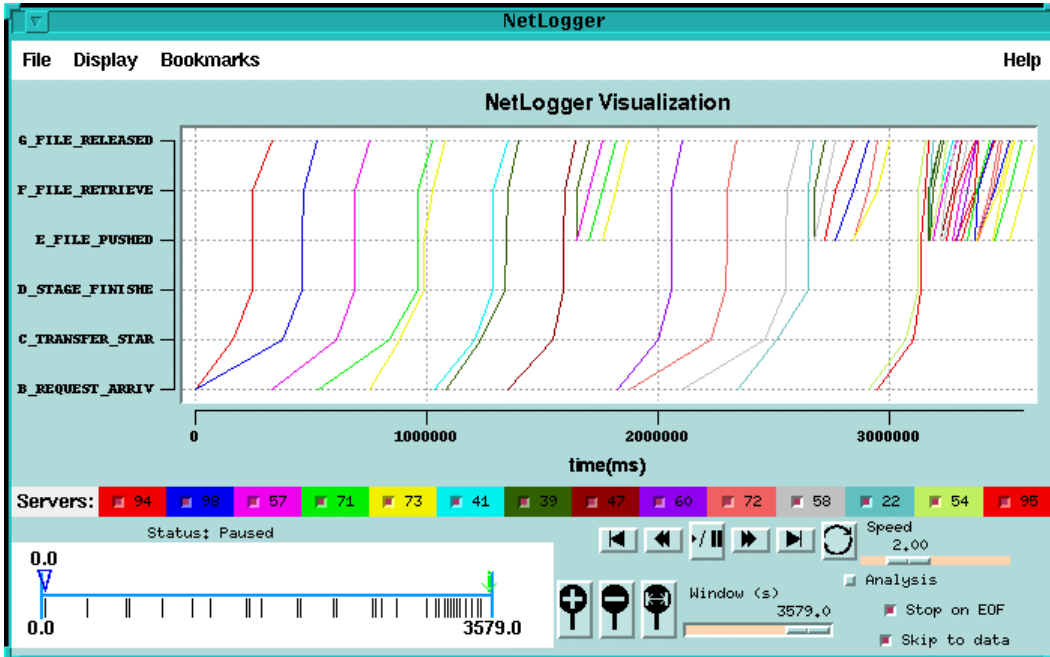 NetLogger
File Display Bookmarks Help
NetLogger Visualization
G_FILE_RELEASED
F_FILE_RETRIEVE
E_FILE_PUSHED
D_STAGE_FINISHE
C_TRANSFER_STAR
B_REQUEST_ARRIV
0 1000000 2000000 3000000
time(ms)
Servers: 94 98 57 71 73 41 39 47 60 72 58 22 54 95
Status: Paused
Speed
2.00
0.0
Analysis
Window (s)
3579.0
Stop on EOF
0.0 3579.0
Skip to data